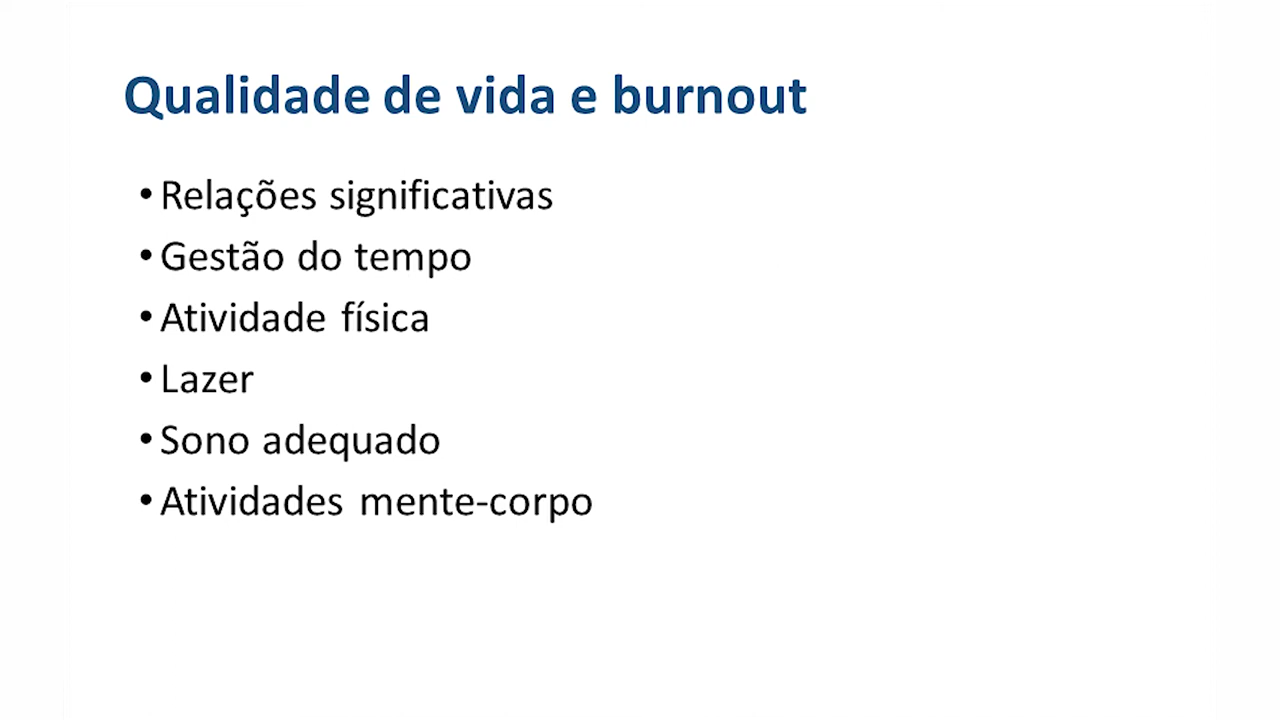 Qualidade de vida e burnout
• Relações significativas
• Gestão do tempo
• Atividade física
• Lazer
• Sono adequado
• Atividades mente-corpo